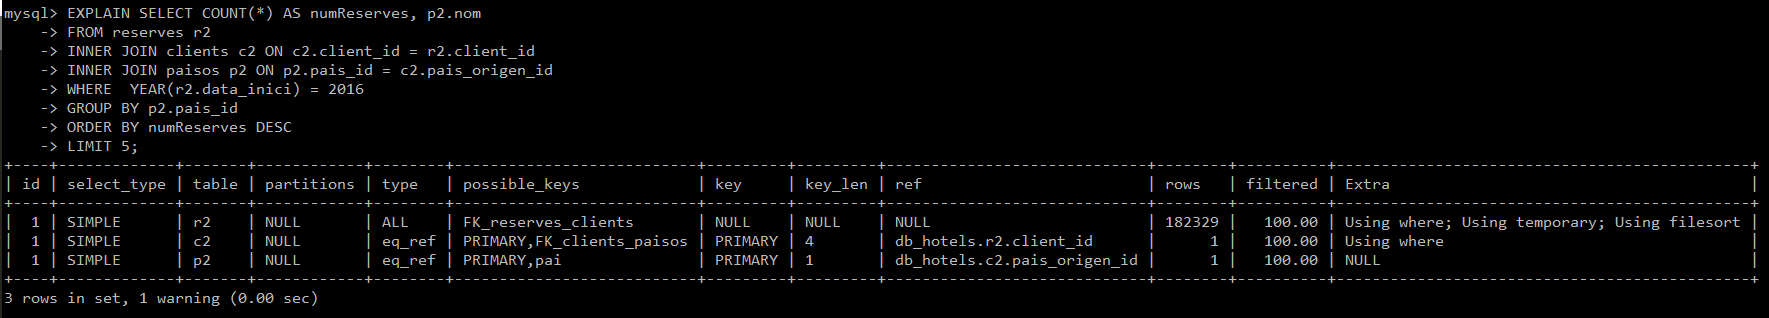 mysql> EXPLAIN SELECT COUNT(*) AS numReserves, p2.nom
    -> FROM reserves r2
    -> INNER JOIN clients c2 ON c2.client_id = r2.client_id
    -> INNER JOIN paisos p2 ON p2.pais_id = c2.pais_origen_id
    -> WHERE  YEAR(r2.data_inici) = 2016
    -> GROUP BY p2.pais_id
    -> ORDER BY numReserves DESC
    -> LIMIT 5;
+----+-------------+-------+------------+--------+---------------------------+---------+---------+-----------------------------+--------+----------+----------------------------------------------+
| id | select_type | table | partitions | type   | possible_keys             | key     | key_len | ref                         | rows   | filtered | Extra                                        |
+----+-------------+-------+------------+--------+---------------------------+---------+---------+-----------------------------+--------+----------+----------------------------------------------+
|  1 | SIMPLE      | r2    | NULL       | ALL    | FK_reserves_clients       | NULL    | NULL    | NULL                        | 182329 |   100.00 | Using where; Using temporary; Using filesort |
|  1 | SIMPLE      | c2    | NULL       | eq_ref | PRIMARY,FK_clients_paisos | PRIMARY | 4       | db_hotels.r2.client_id      |      1 |   100.00 | Using where                                  |
|  1 | SIMPLE      | p2    | NULL       | eq_ref | PRIMARY,pai               | PRIMARY | 1       | db_hotels.c2.pais_origen_id |      1 |   100.00 | NULL                                         |
+----+-------------+-------+------------+--------+---------------------------+---------+---------+-----------------------------+--------+----------+----------------------------------------------+
3 rows in set, 1 warning (0.00 sec)